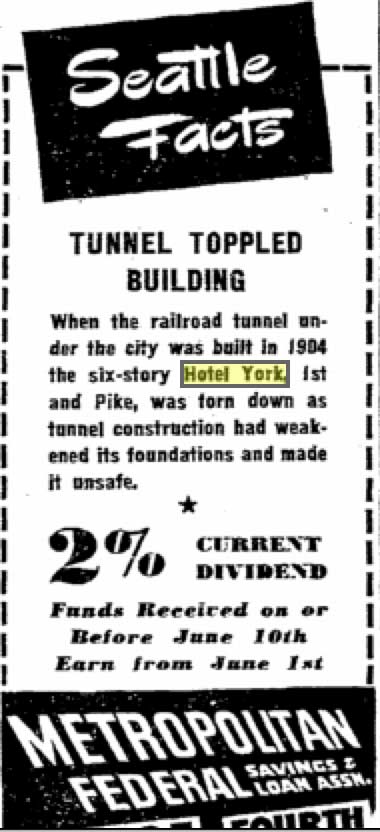 Seattle
Facts
TUNNEL TOPPLED
BUILDING
When the railroad tunnel un-
der the city was built in 1904
the six-story Hotel York, 1st
and Pike, was torn down as
tunnel construction had weak-
ened its foundations and made
it unsafe.
★
2% CURRENT
DIVIDEND
Funds Received on or
Before June 10th
Earn from June 1st
METROPOLITAN
FEDERAL SAVINGS &
LOAN ASSN.
FOURTH